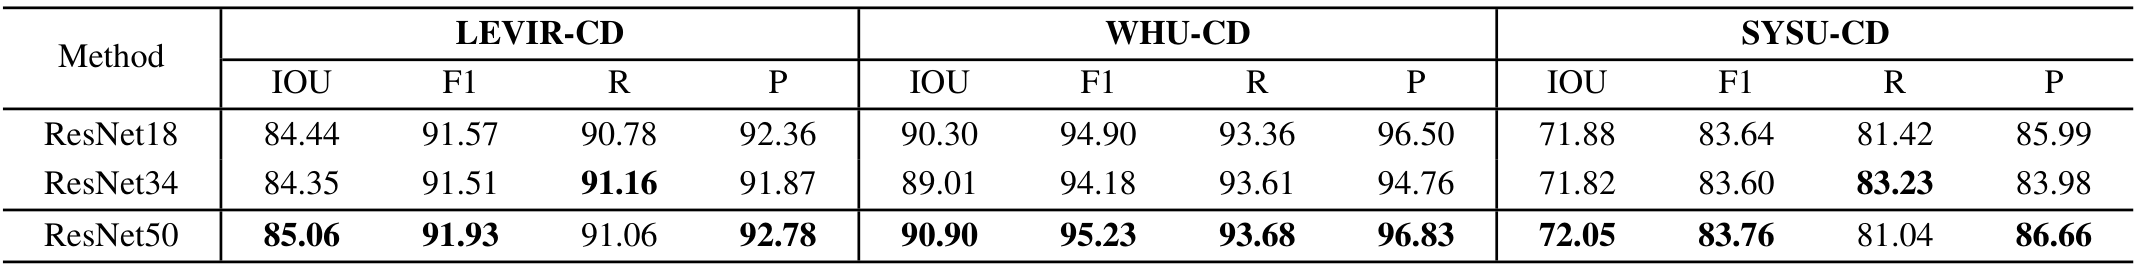 Method LEVIR-CD WHU-CD SYSU-CD
IOU F1 R P IOU F1 R P IOU F1 R P
ResNet18 84.44 91.57 90.78 92.36 90.30 94.90 93.36 96.50 71.88 83.64 81.42 85.99
ResNet34 84.35 91.51 91.16 91.87 89.01 94.18 93.61 94.76 71.82 83.60 83.23 83.98
ResNet50 85.06 91.93 91.06 92.78 90.90 95.23 93.68 96.83 72.05 83.76 81.04 86.66